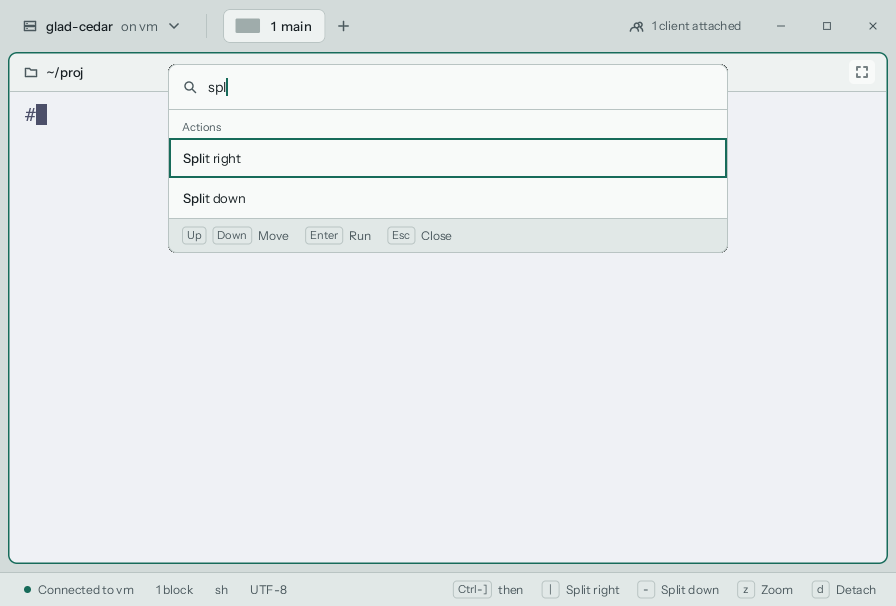 glad-cedar on vm 1 main + 1 client attached
~/proj
spl
#
Actions
Split right
Split down
Up Down Move Enter Run Esc Close
Connected to vm 1 block sh UTF-8 Ctrl-] then | Split right - Split down z Zoom d Detach